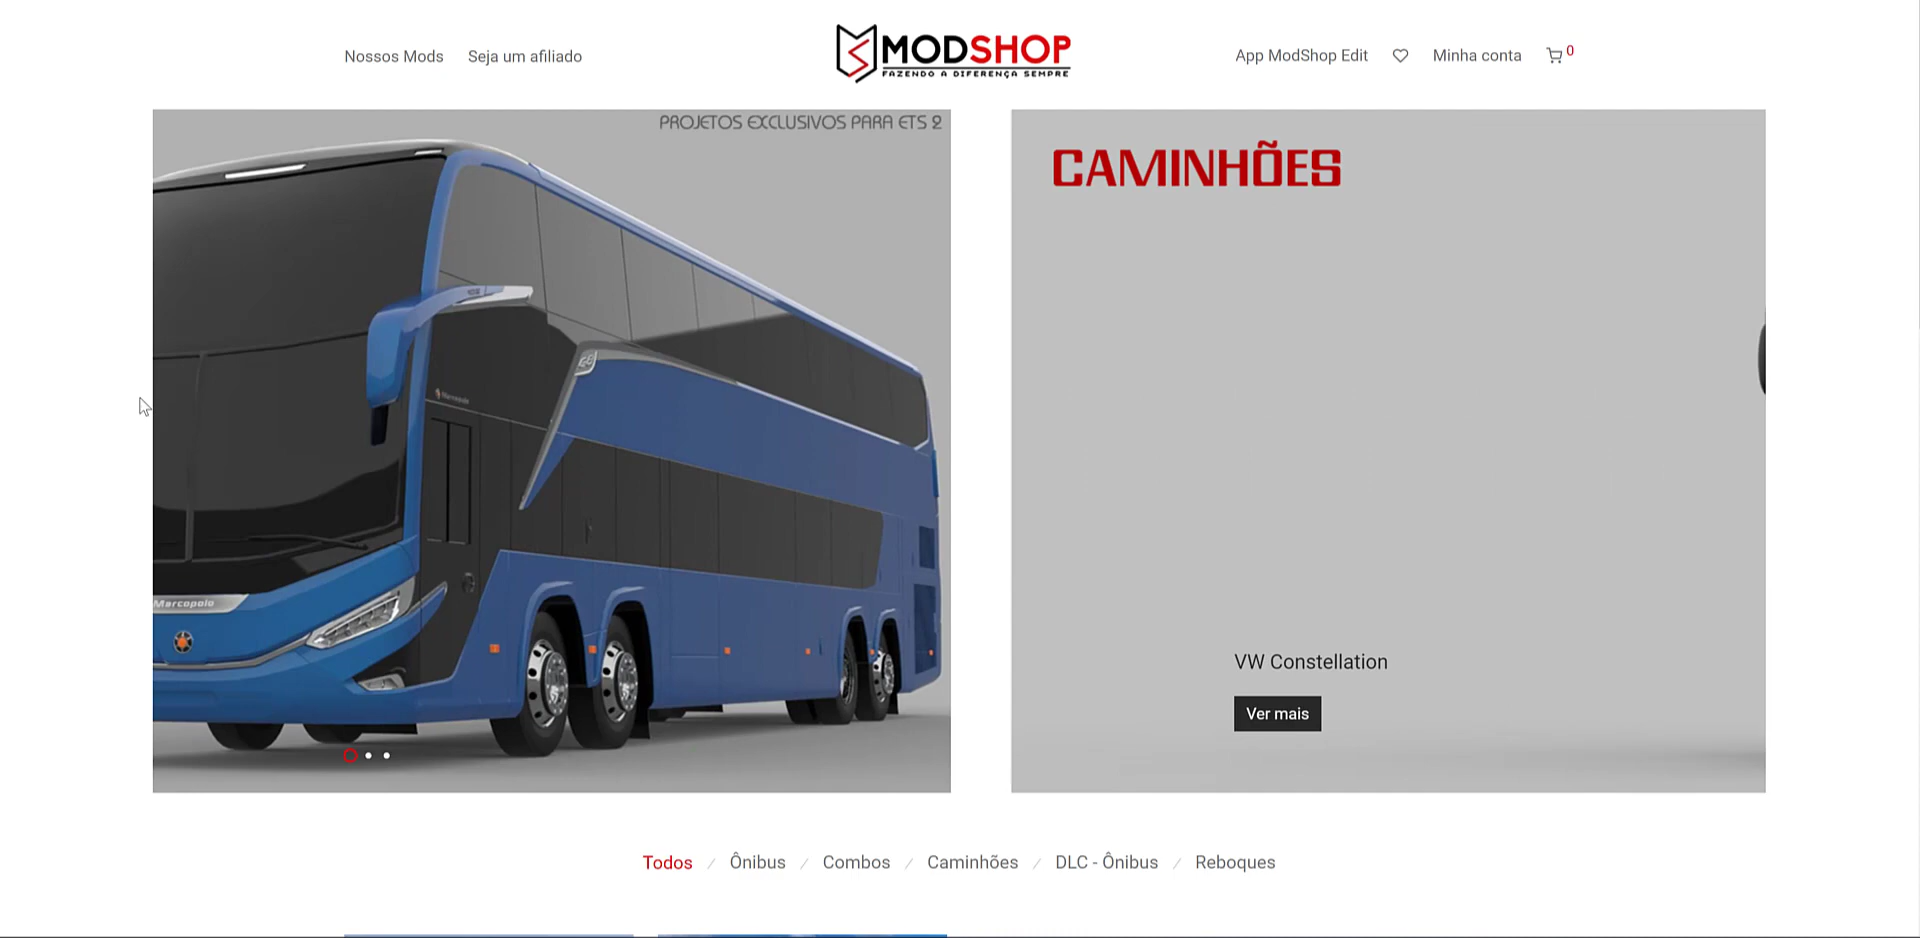 Nossos Mods
Seja um afiliado
MODSHOP
FAZENDO A DIFERENÇA SEMPRE
App ModShop Edit
Minha conta
0
PROJETOS EXCLUSIVOS PARA ETS 2
Marcopolo
Marcopolo
CAMINHÕES
VW Constellation
Ver mais
Todos / Ônibus / Combos / Caminhões / DLC - Ônibus / Reboques